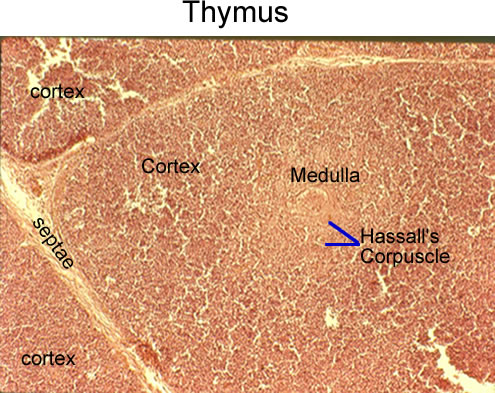 Thymus
cortex
Cortex
Medulla
septae
Hassall's
Corpuscle
cortex